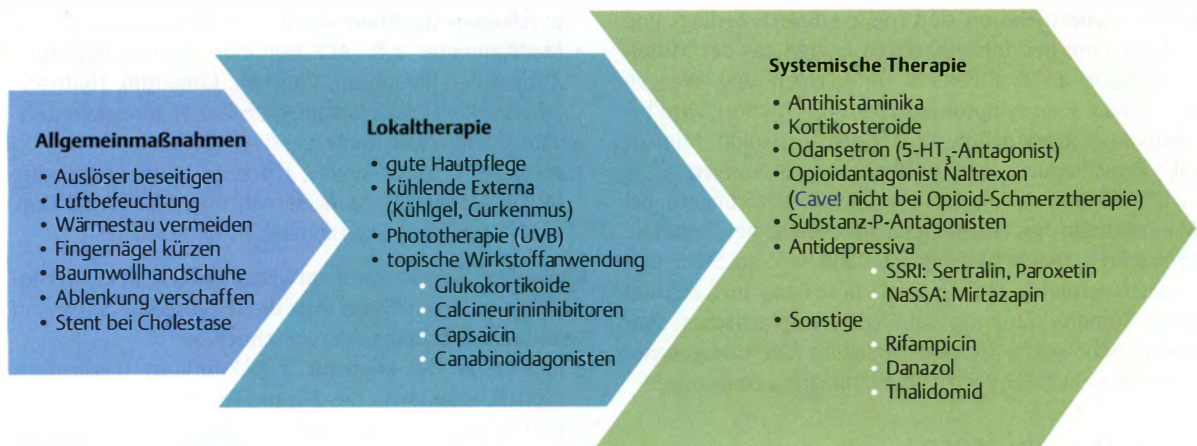 Allgemeinmaßnahmen
• Auslöser beseitigen
• Luftbefeuchtung
• Wärmestau vermeiden
• Fingernägel kürzen
• Baumwollhandschuhe
• Ablenkung verschaffen
• Stent bei Cholestase
Lokaltherapie
• gute Hautpflege
• kühlende Externa
(Kühlgel, Gurkenmus)
• Phototherapie (UVB)
• topische Wirkstoffanwendung
• Glukokortikoide
• Calcineurininhibitoren
• Capsaicin
• Canabinoidagonisten
Systemische Therapie
• Antihistaminika
• Kortikosteroide
• Odansetron (5-HT₃-Antagonist)
• Opioidantagonist Naltrexon
(Cave! nicht bei Opioid-Schmerztherapie)
• Substanz-P-Antagonisten
• Antidepressiva
• SSRI: Sertralin, Paroxetin
• NaSSA: Mirtazapin
• Sonstige
• Rifampicin
• Danazol
• Thalidomid